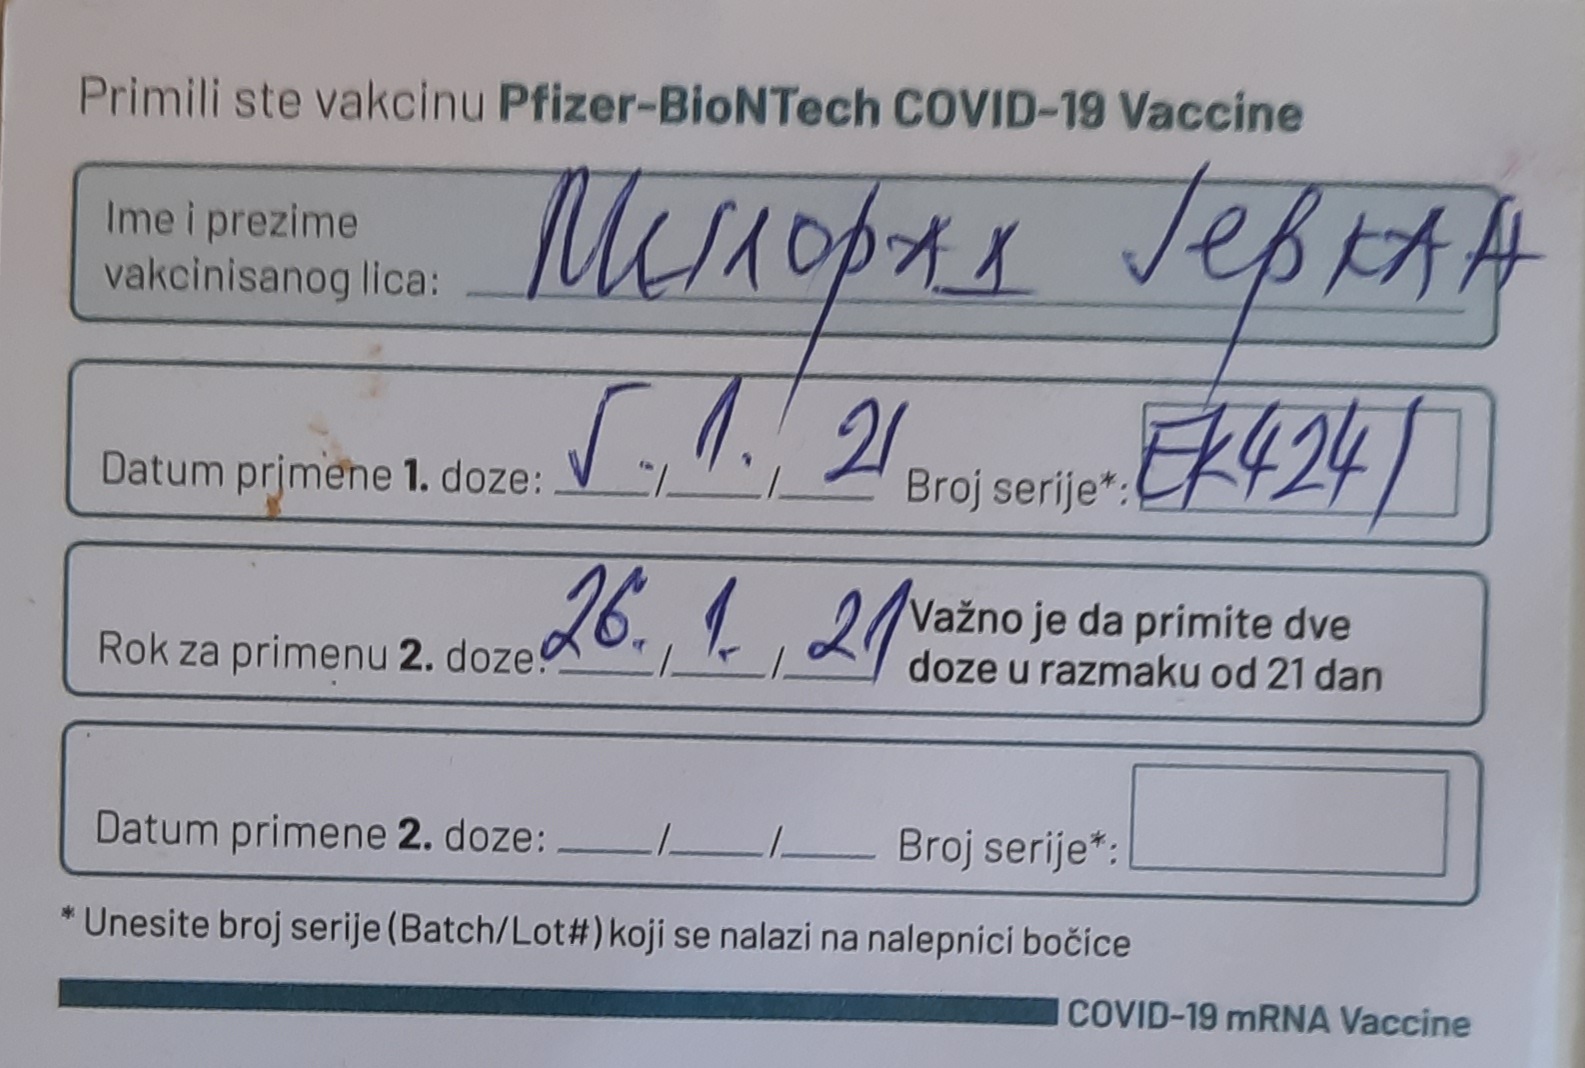 Primili ste vakcinu Pfizer-BioNTech COVID-19 Vaccine
Ime i prezime
vakcinisanog lica:
Datum primene 1. doze: 5. / 1. / 21 Broj serije*: EK4241
Rok za primenu 2. doze: 26. / 1. / 21 Važno je da primite dve
doze u razmaku od 21 dan
Datum primene 2. doze: ___/___/___ Broj serije*:
* Unesite broj serije (Batch/Lot#) koji se nalazi na nalepnici bočice
COVID-19 mRNA Vaccine